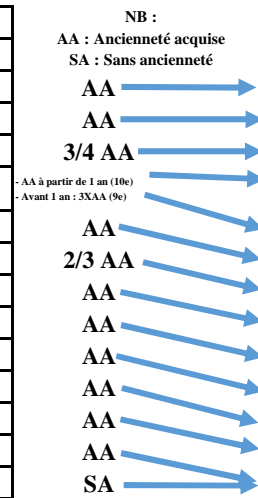 NB :
AA : Ancienneté acquise
SA : Sans ancienneté
AA
AA
3/4 AA
- AA à partir de 1 an (10e)
- Avant 1 an : 3XAA (9e)
AA
2/3 AA
AA
AA
AA
AA
AA
AA
SA